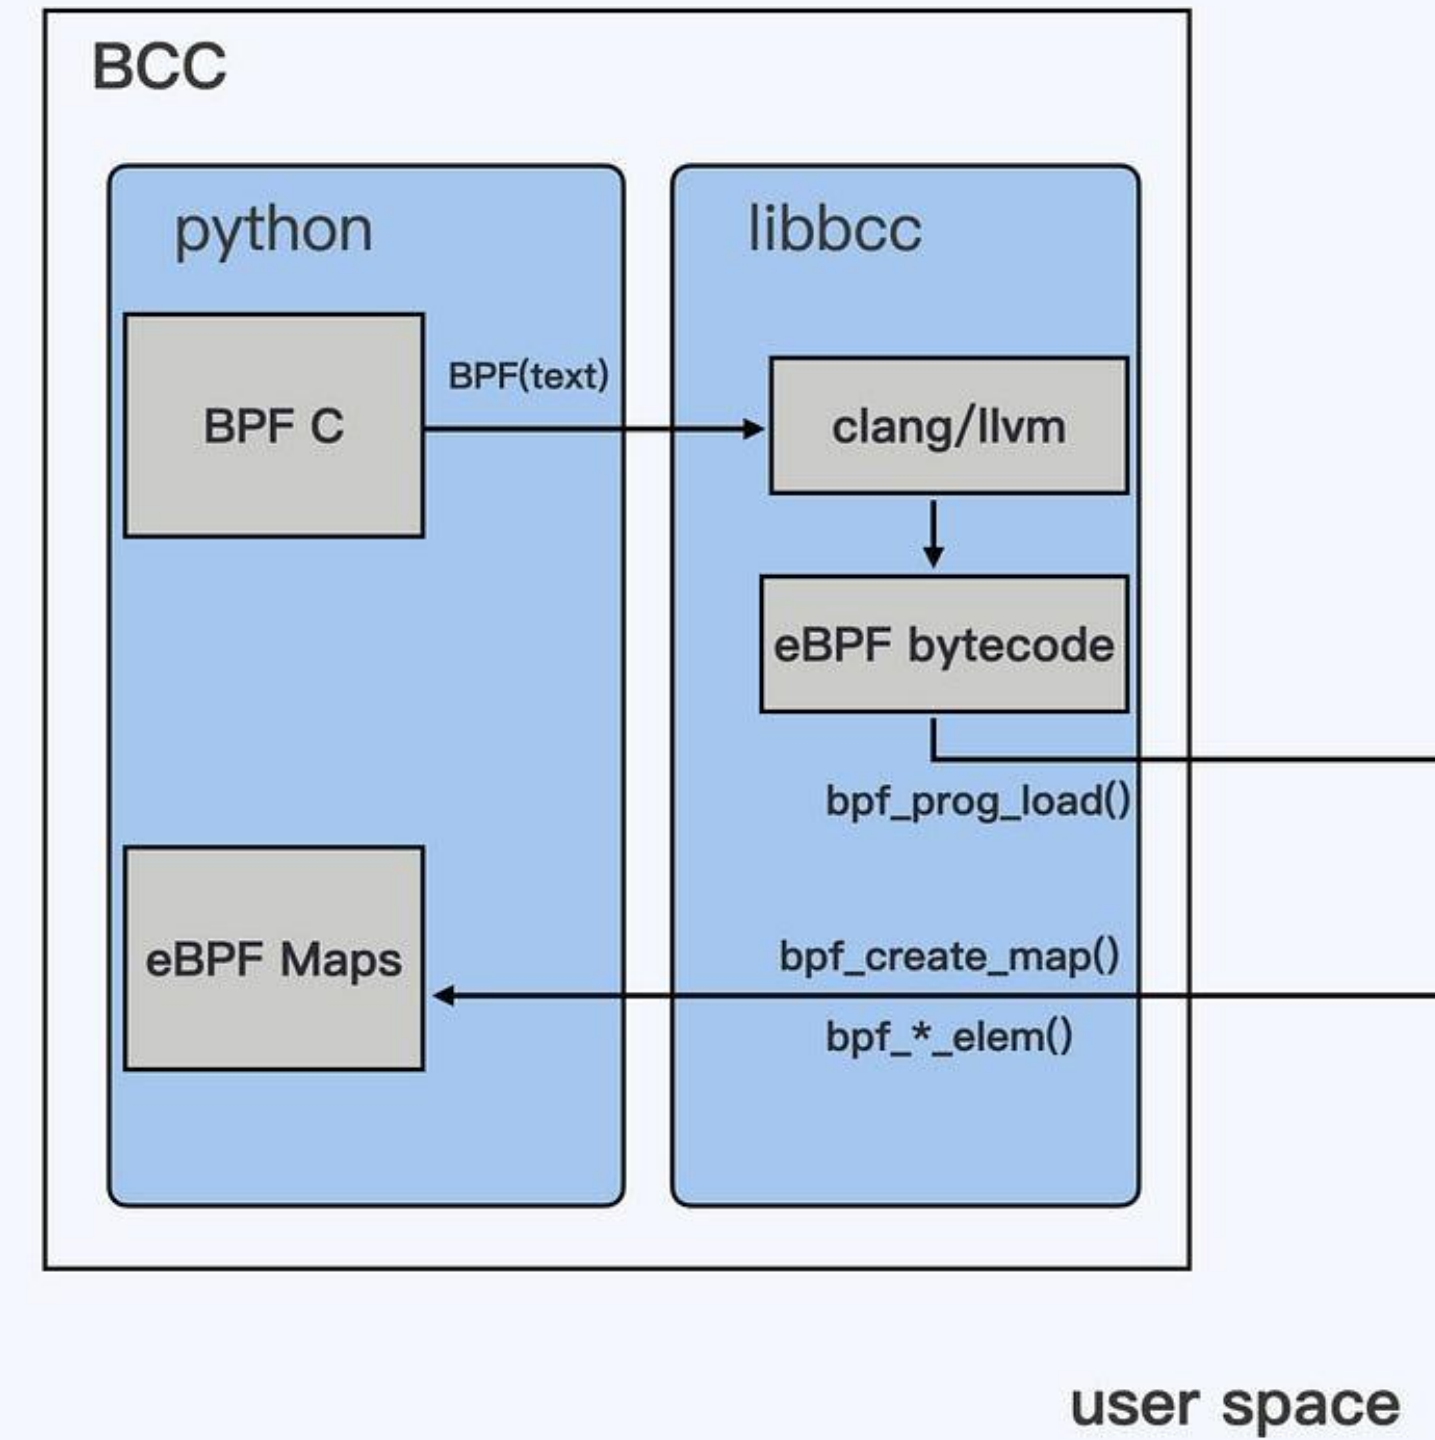 BCC
python
libbcc
BPF C
BPF(text)
clang/llvm
eBPF bytecode
bpf_prog_load()
eBPF Maps
bpf_create_map()
bpf_*_elem()
user space